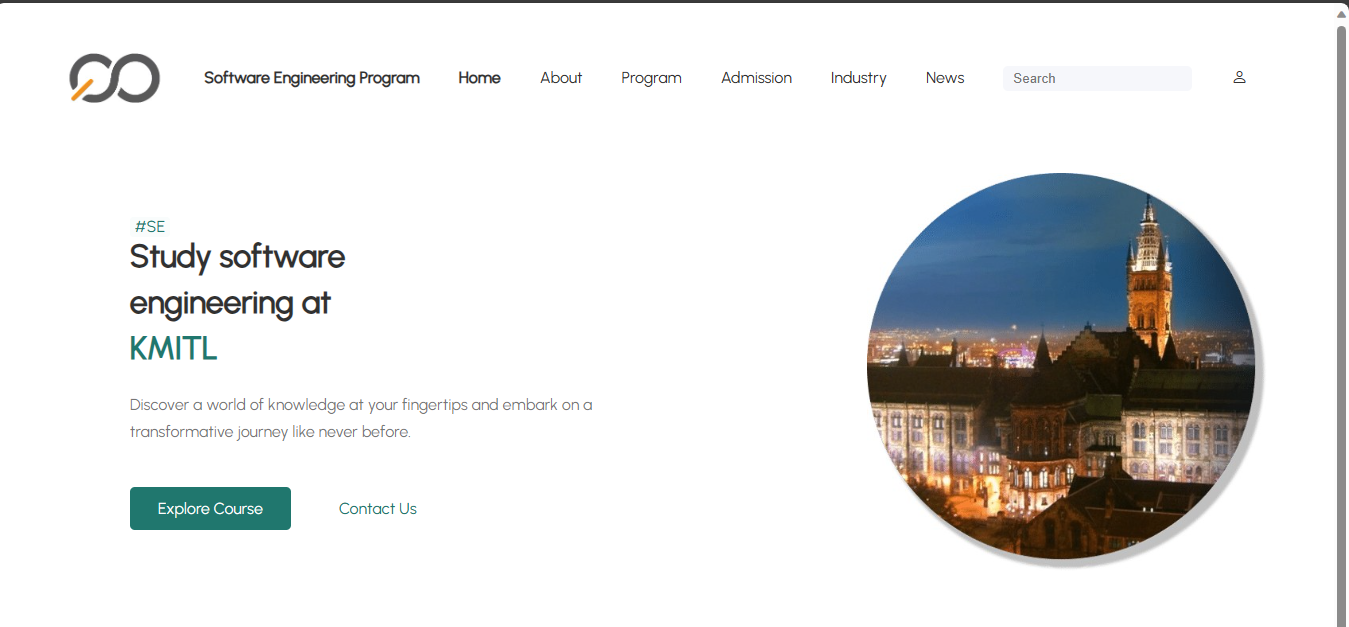 Software Engineering Program Home About Program Admission Industry News Search
#SE
Study software
engineering at
KMITL
Discover a world of knowledge at your fingertips and embark on a
transformative journey like never before.
Explore Course Contact Us